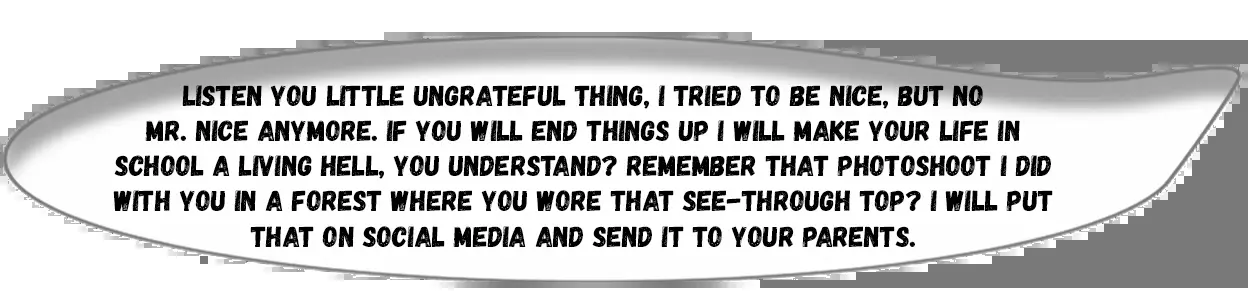 LISTEN YOU LITTLE UNGRATEFUL THING, I TRIED TO BE NICE, BUT NO
MR. NICE ANYMORE. IF YOU WILL END THINGS UP I WILL MAKE YOUR LIFE IN
SCHOOL A LIVING HELL, YOU UNDERSTAND? REMEMBER THAT PHOTOSHOOT I DID
WITH YOU IN A FOREST WHERE YOU WORE THAT SEE-THROUGH TOP? I WILL PUT
THAT ON SOCIAL MEDIA AND SEND IT TO YOUR PARENTS.